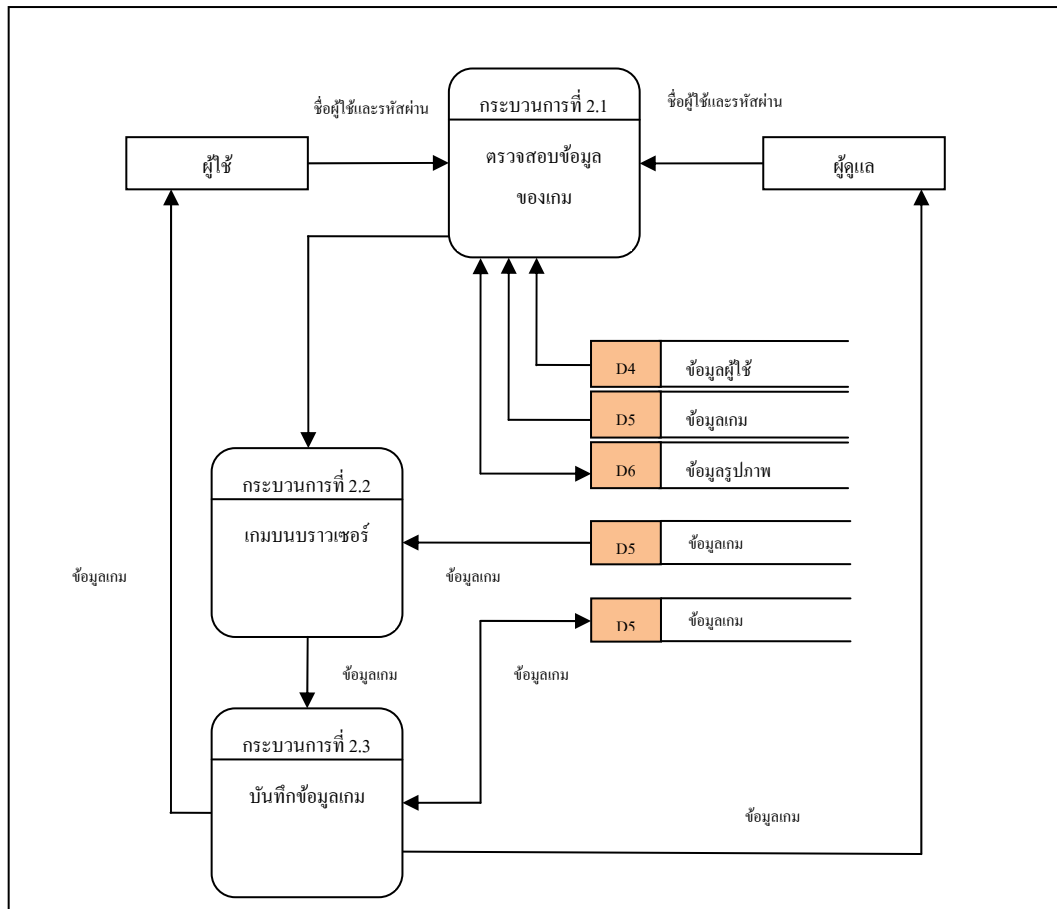 กระบวนการที่ 2.1
ชื่อผู้ใช้และรหัสผ่าน
ชื่อผู้ใช้และรหัสผ่าน
ผู้ใช้
ตรวจสอบข้อมูล
ของเกม
ผู้ดูแล
D4 ข้อมูลผู้ใช้
D5 ข้อมูลเกม
D6 ข้อมูลรูปภาพ
กระบวนการที่ 2.2
เกมบนบราวเซอร์
D5 ข้อมูลเกม
ข้อมูลเกม
ข้อมูลเกม
D5 ข้อมูลเกม
ข้อมูลเกม
ข้อมูลเกม
กระบวนการที่ 2.3
บันทึกข้อมูลเกม
ข้อมูลเกม